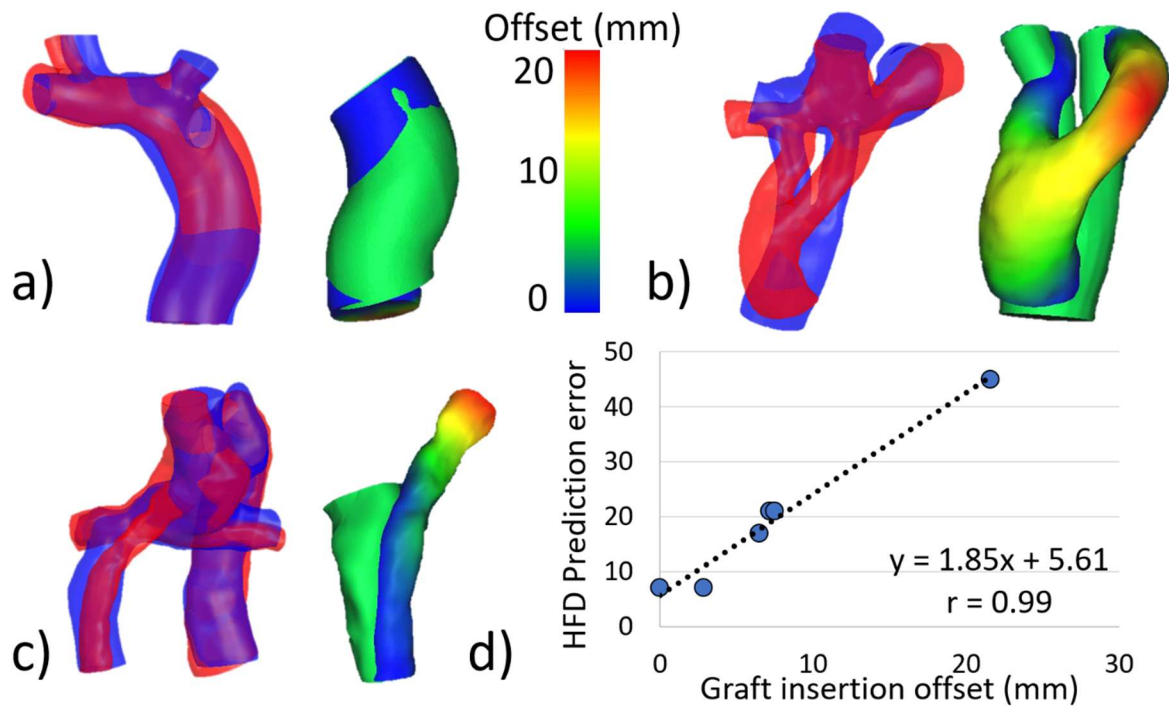 Offset (mm)
20
10
0
a)
b)
c)
d)
HFD Prediction error
50
40
30
20
10
0
y = 1.85x + 5.61
r = 0.99
0
10
20
30
Graft insertion offset (mm)